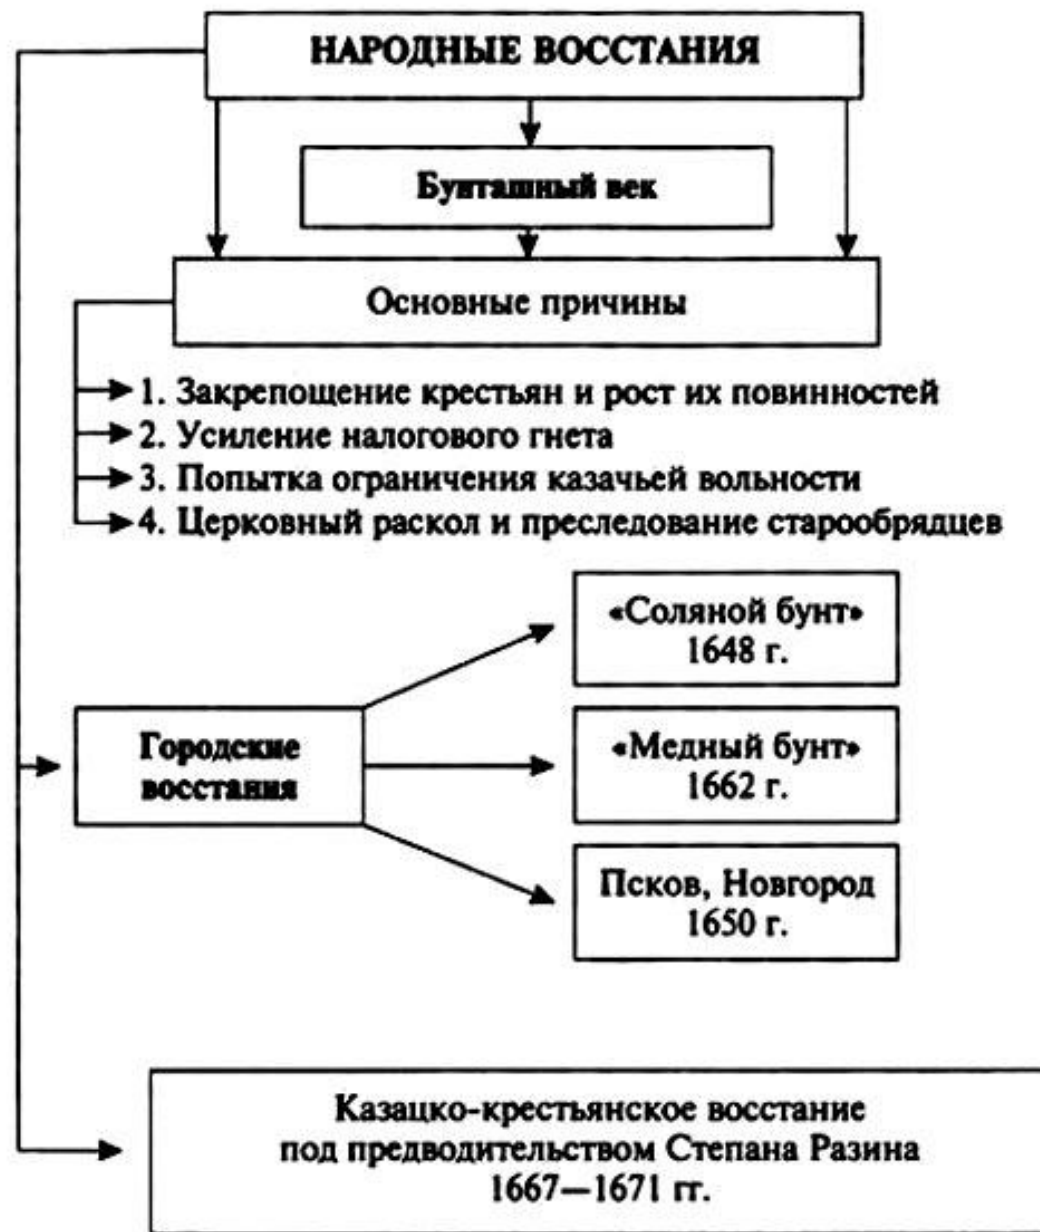 НАРОДНЫЕ ВОССТАНИЯ
Бунташный век
Основные причины
1. Закрепощение крестьян и рост их повинностей
2. Усиление налогового гнета
3. Попытка ограничения казачьей вольности
4. Церковный раскол и преследование старообрядцев
«Соляной бунт»
1648 г.
Городские
восстания
«Медный бунт»
1662 г.
Псков, Новгород
1650 г.
Казацко-крестьянское восстание
под предводительством Степана Разина
1667—1671 гг.